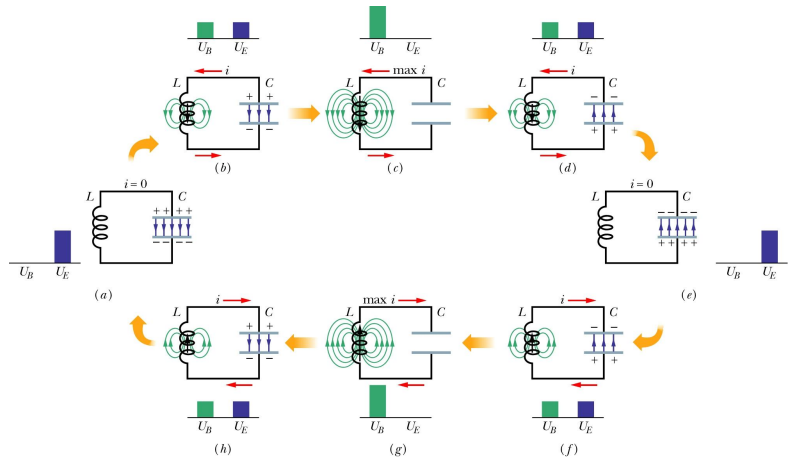 U_B U_E
U_B U_E
U_B U_E
i
max i
i
L C
L C
L C
+ +
− −
− −
+ +
(b)
(c)
(d)
i = 0
L C
+ + + +
− − − −
U_B U_E
(a)
i = 0
L C
− − − −
+ + + + +
U_B U_E
(e)
i
max i
i
L C
L C
L C
+ +
− −
− −
+ +
U_B U_E
U_B U_E
U_B U_E
(h)
(g)
(f)